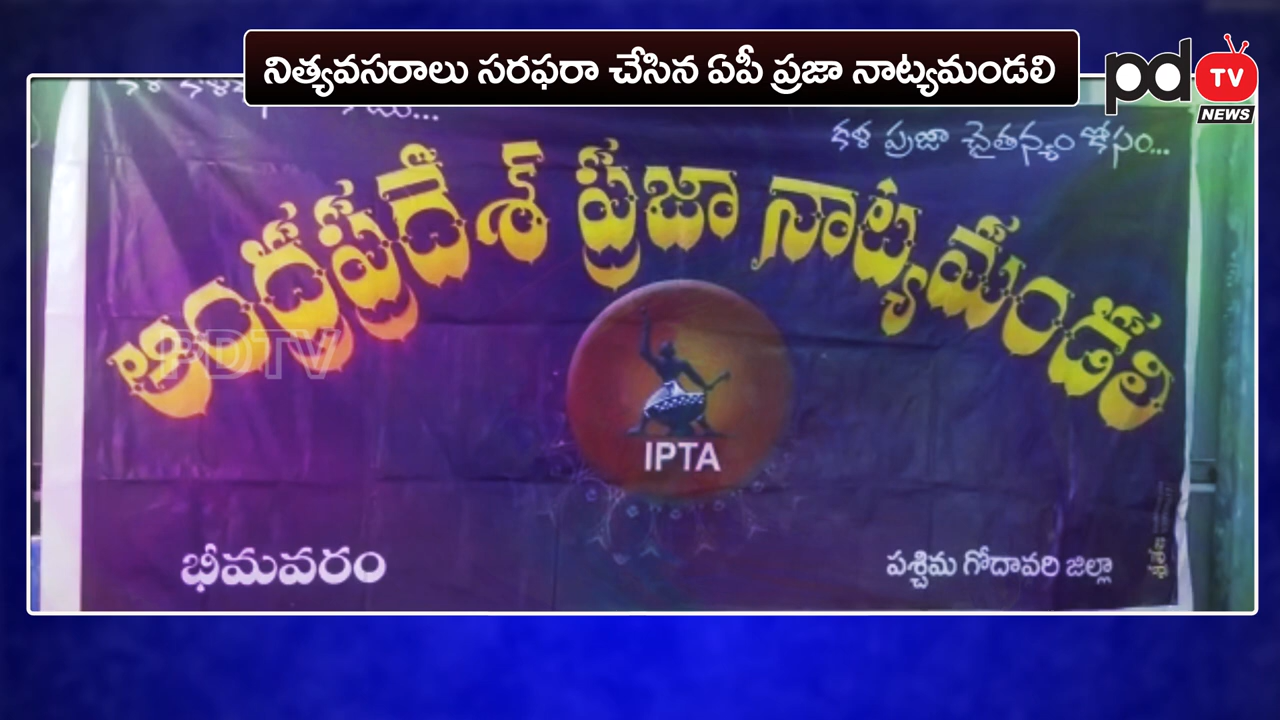 నిత్యవసరాలు సరఫరా చేసిన ఏపీ ప్రజా నాట్యమండలి
pd TV NEWS
కళ ప్రజా చైతన్యం కోసం...
ఆంధ్రప్రదేశ్ ప్రజా నాట్యమండలి
PDTV
IPTA
భీమవరం
పశ్చిమ గోదావరి జిల్లా